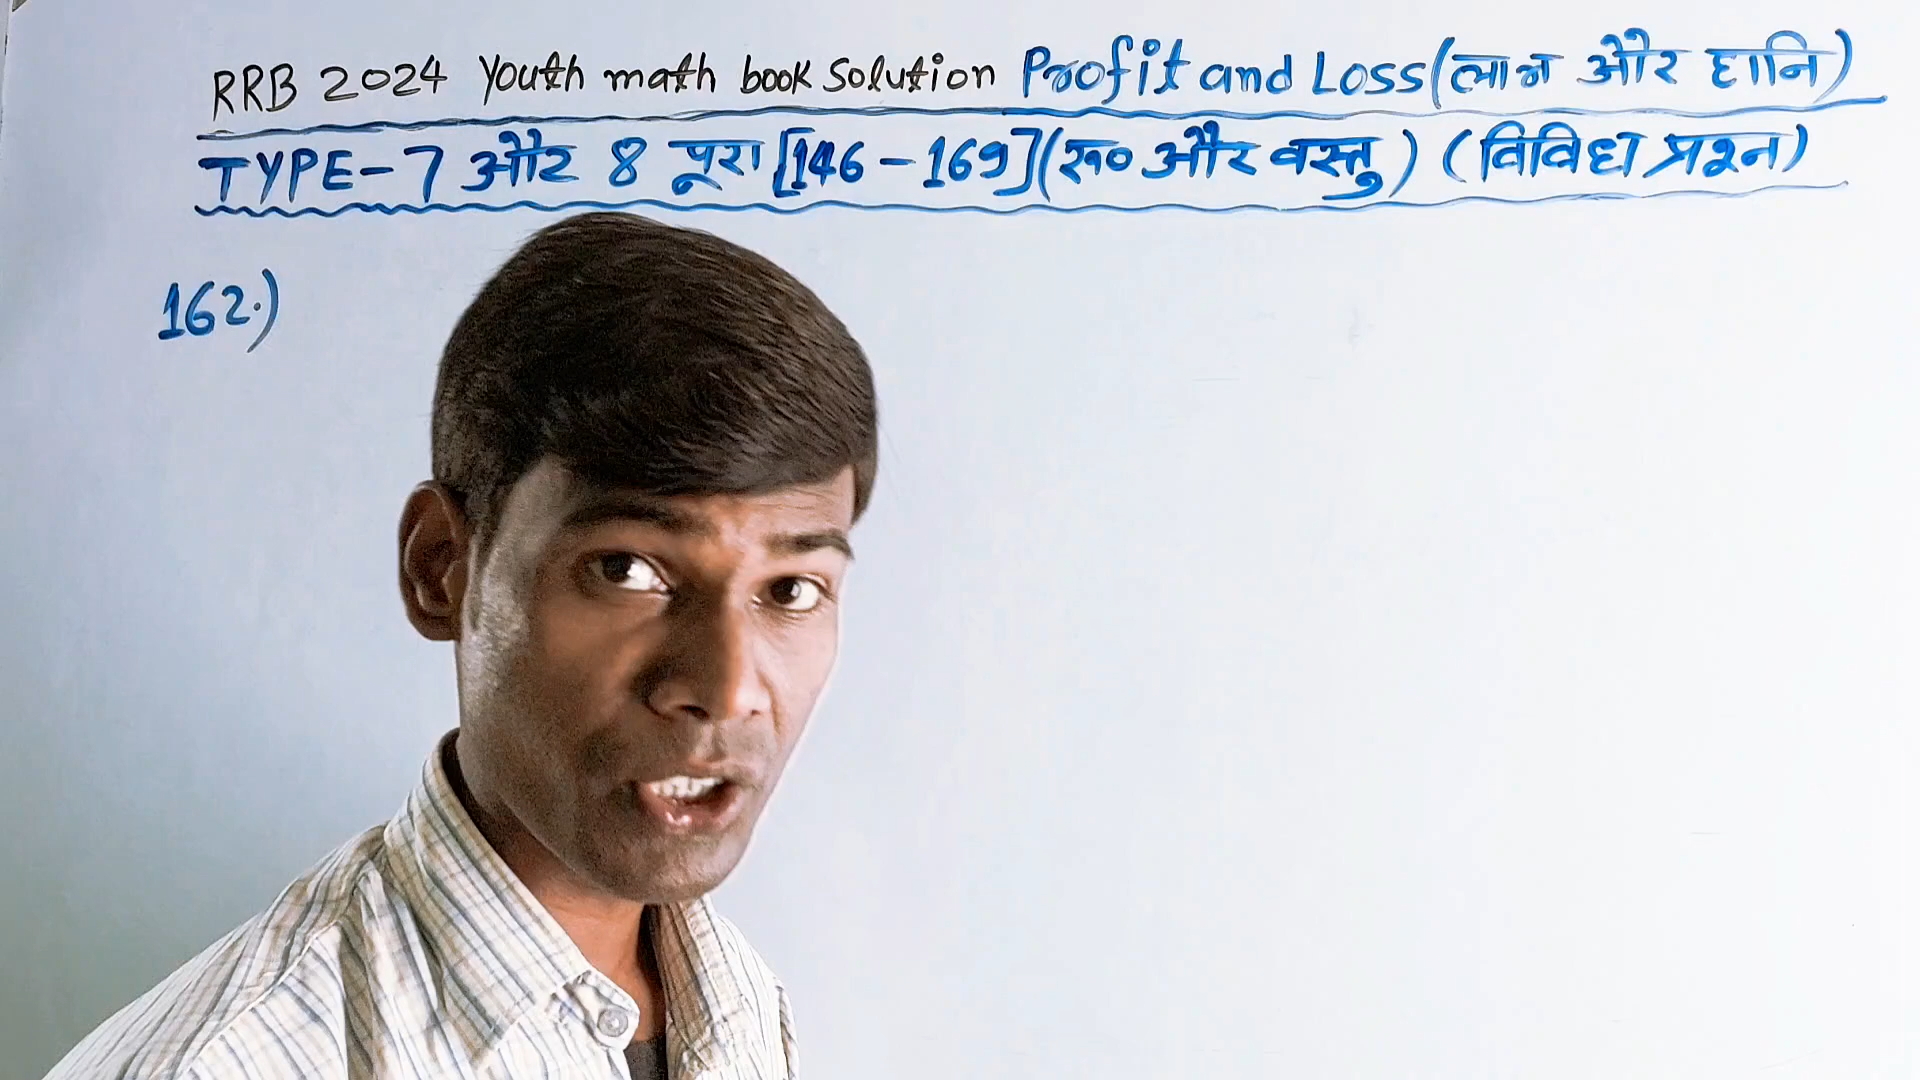 RRB 2024 Youth math book Solution Profit and Loss (लाभ और हानि)
TYPE-7 और 8 पूरा [146-169] (रु० और वस्तु) (विविध प्रश्न)
162.)